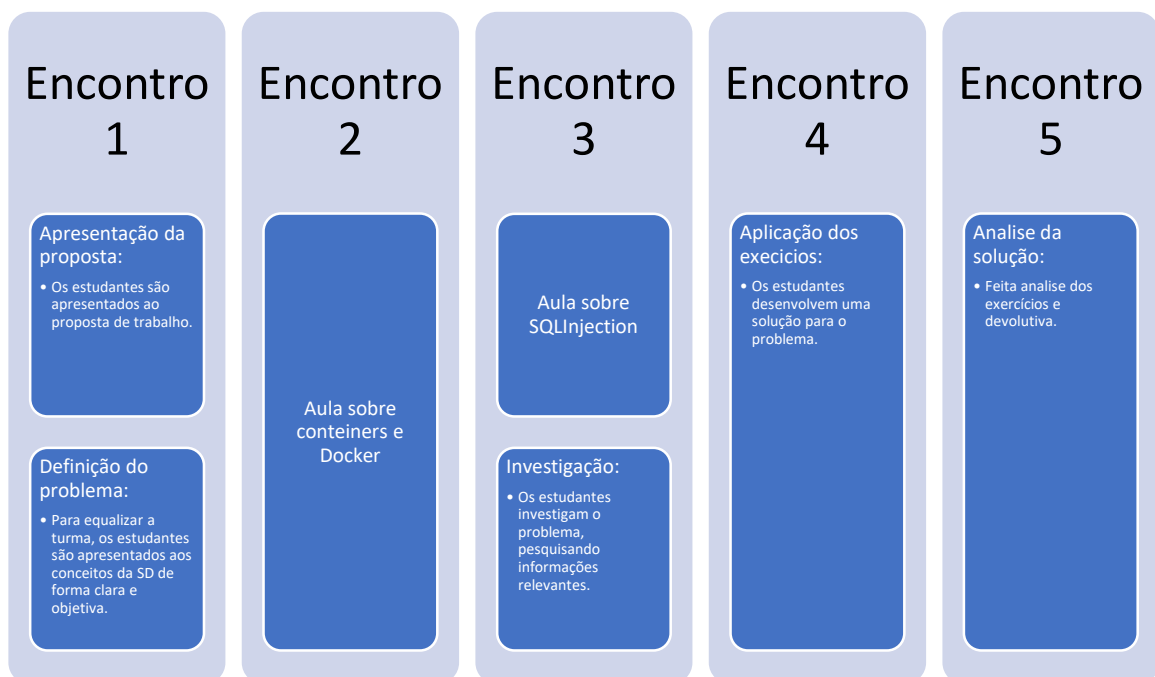 Encontro
1
Apresentação da
proposta:
• Os estudantes são
apresentados ao
proposta de trabalho.
Definição do
problema:
• Para equalizar a
turma, os estudantes
são apresentados aos
conceitos da SD de
forma clara e
objetiva.
Encontro
2
Aula sobre
conteiners e
Docker
Encontro
3
Aula sobre
SQLInjection
Investigação:
• Os estudantes
investigam o
problema,
pesquisando
informações
relevantes.
Encontro
4
Aplicação dos
execicios:
• Os estudantes
desenvolvem uma
solução para o
problema.
Encontro
5
Analise da
solução:
• Feita analise dos
exercícios e
devolutiva.